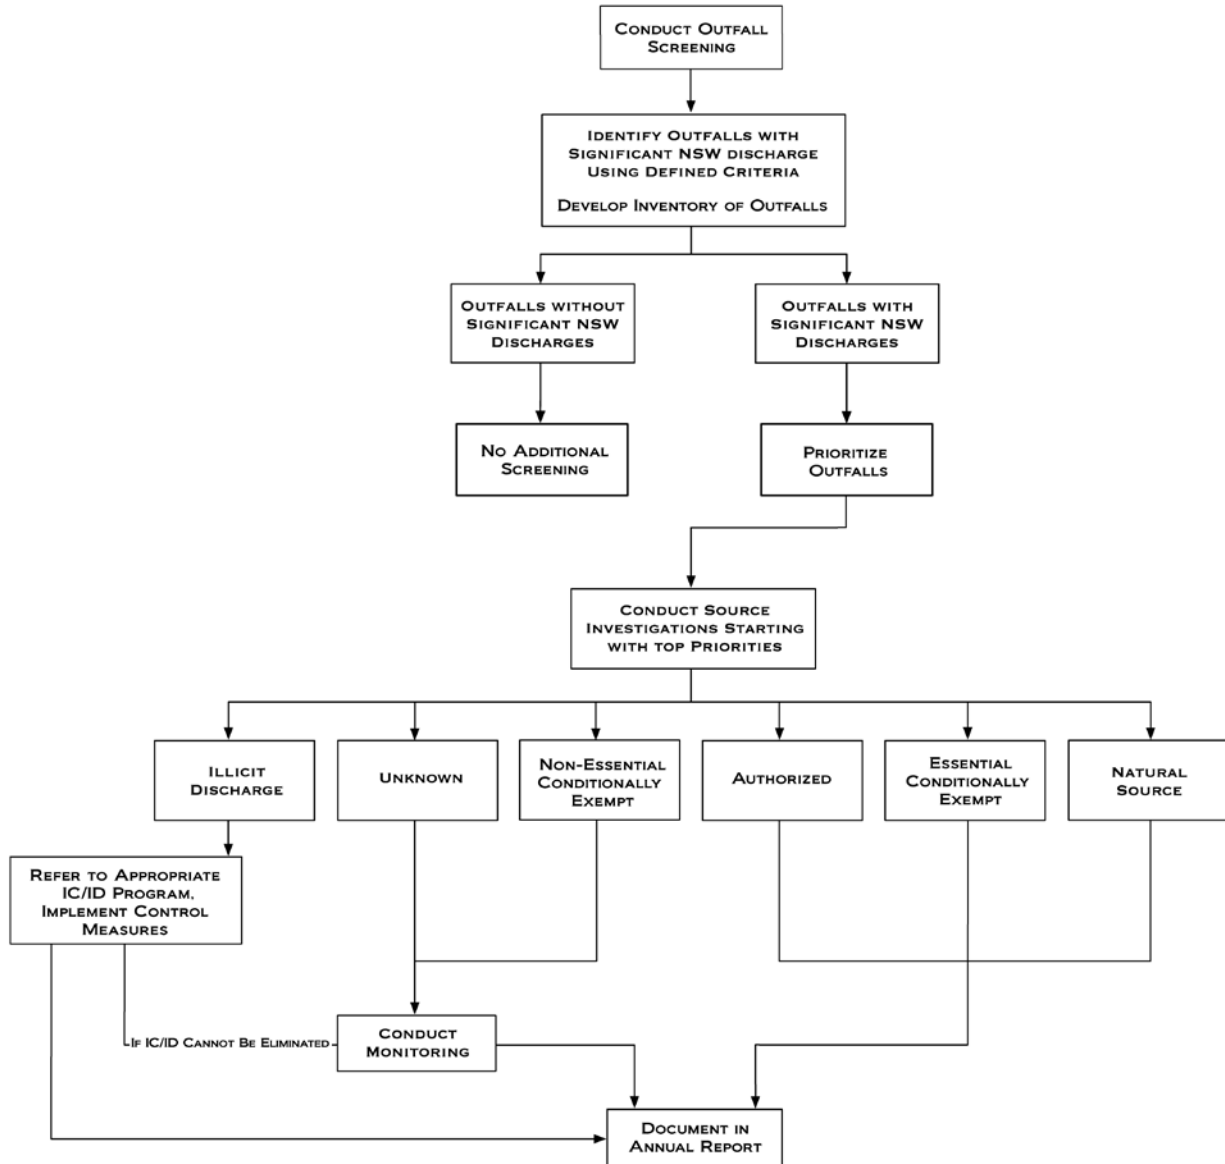 CONDUCT OUTFALL
SCREENING
IDENTIFY OUTFALLS WITH
SIGNIFICANT NSW DISCHARGE
USING DEFINED CRITERIA
DEVELOP INVENTORY OF OUTFALLS
OUTFALLS WITHOUT
SIGNIFICANT NSW
DISCHARGES
OUTFALLS WITH
SIGNIFICANT NSW
DISCHARGES
NO ADDITIONAL
SCREENING
PRIORITIZE
OUTFALLS
CONDUCT SOURCE
INVESTIGATIONS STARTING
WITH TOP PRIORITIES
ILLICIT
DISCHARGE
UNKNOWN
NON-ESSENTIAL
CONDITIONALLY
EXEMPT
AUTHORIZED
ESSENTIAL
CONDITIONALLY
EXEMPT
NATURAL
SOURCE
REFER TO APPROPRIATE
IC/ID PROGRAM,
IMPLEMENT CONTROL
MEASURES
IF IC/ID CANNOT BE ELIMINATED
CONDUCT
MONITORING
DOCUMENT IN
ANNUAL REPORT